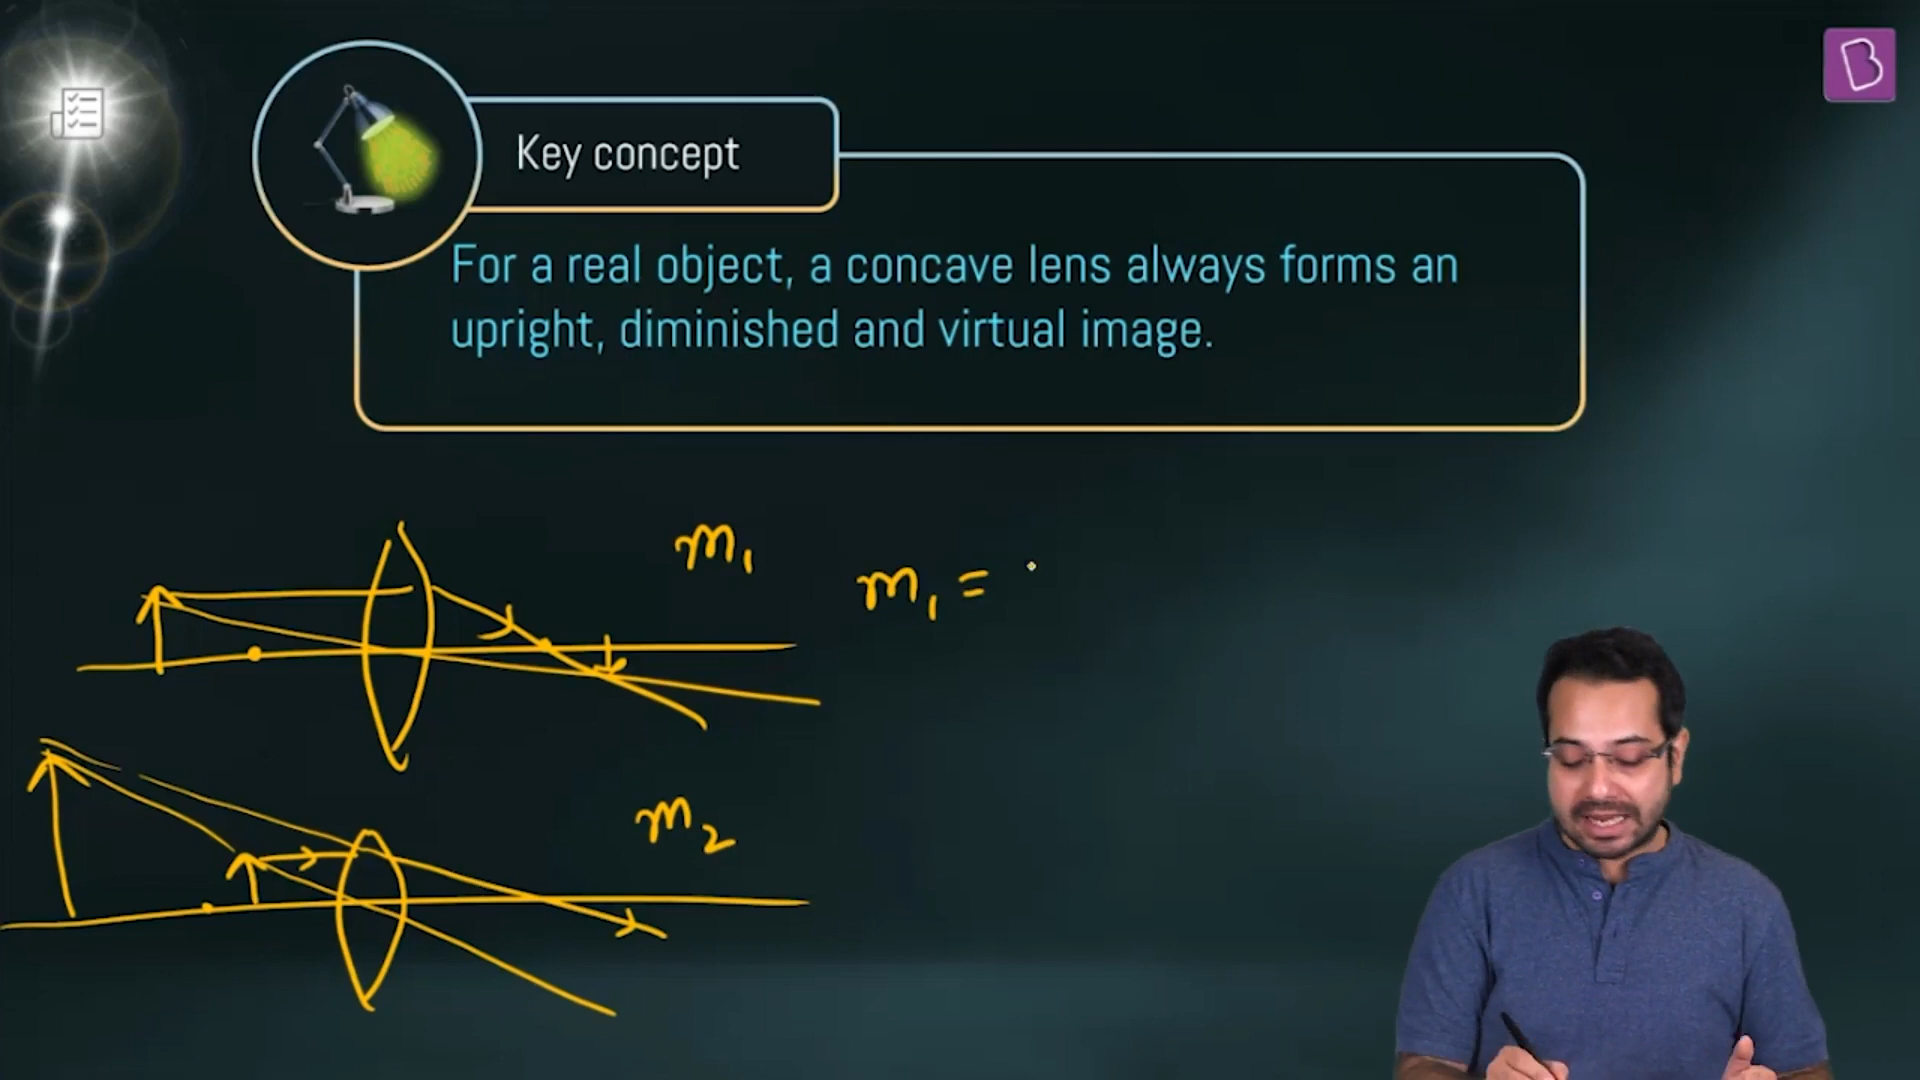 Key concept
For a real object, a concave lens always forms an
upright, diminished and virtual image.
m₁
m₁ =
m₂